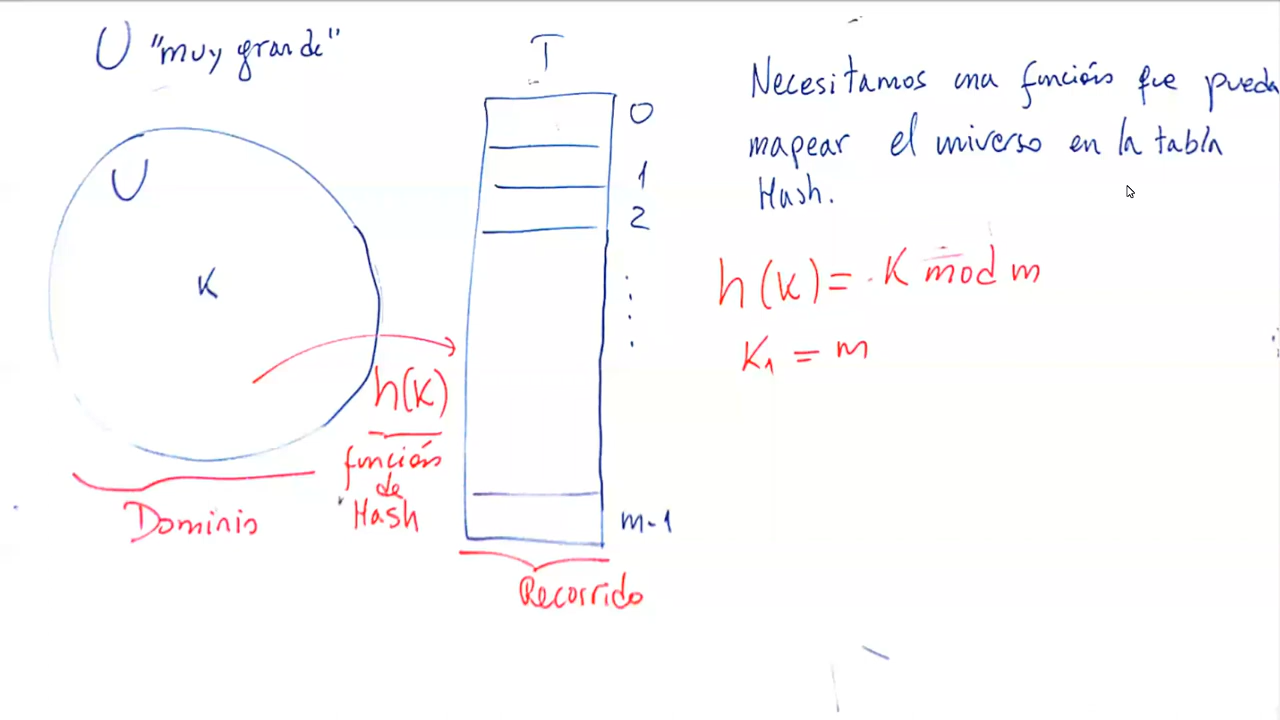 U "muy grande"
U
K
h(K)
función
de
Hash
Dominio
T
0
1
2
m-1
Recorrido
Necesitamos una función que pueda
mapear el universo en la tabla
Hash.
h(K) = K mod m
K₁ = m